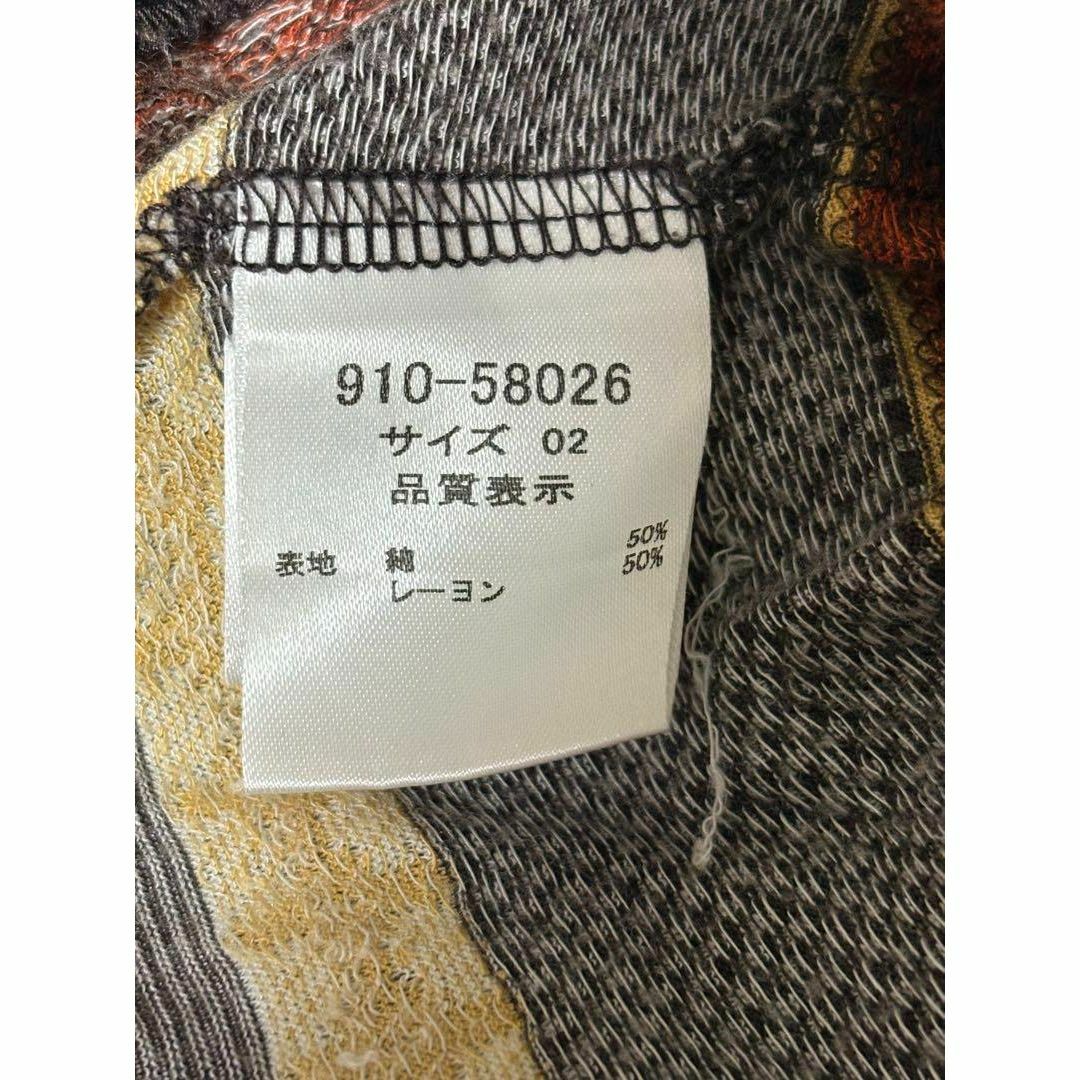 910-58026
サイズ 02
品質表示
表地 綿 50%
レーヨン 50%